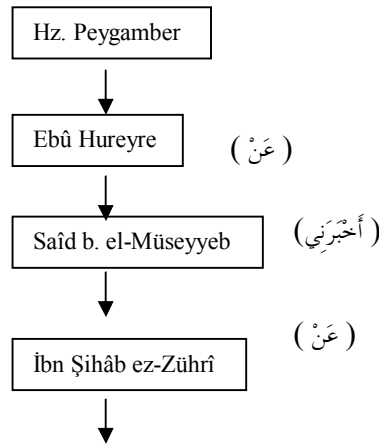 Hz. Peygamber
Ebû Hureyre
( عَنْ )
Saîd b. el-Müseyyeb
( أَخْبَرَنِي )
İbn Şihâb ez-Zührî
( عَنْ )